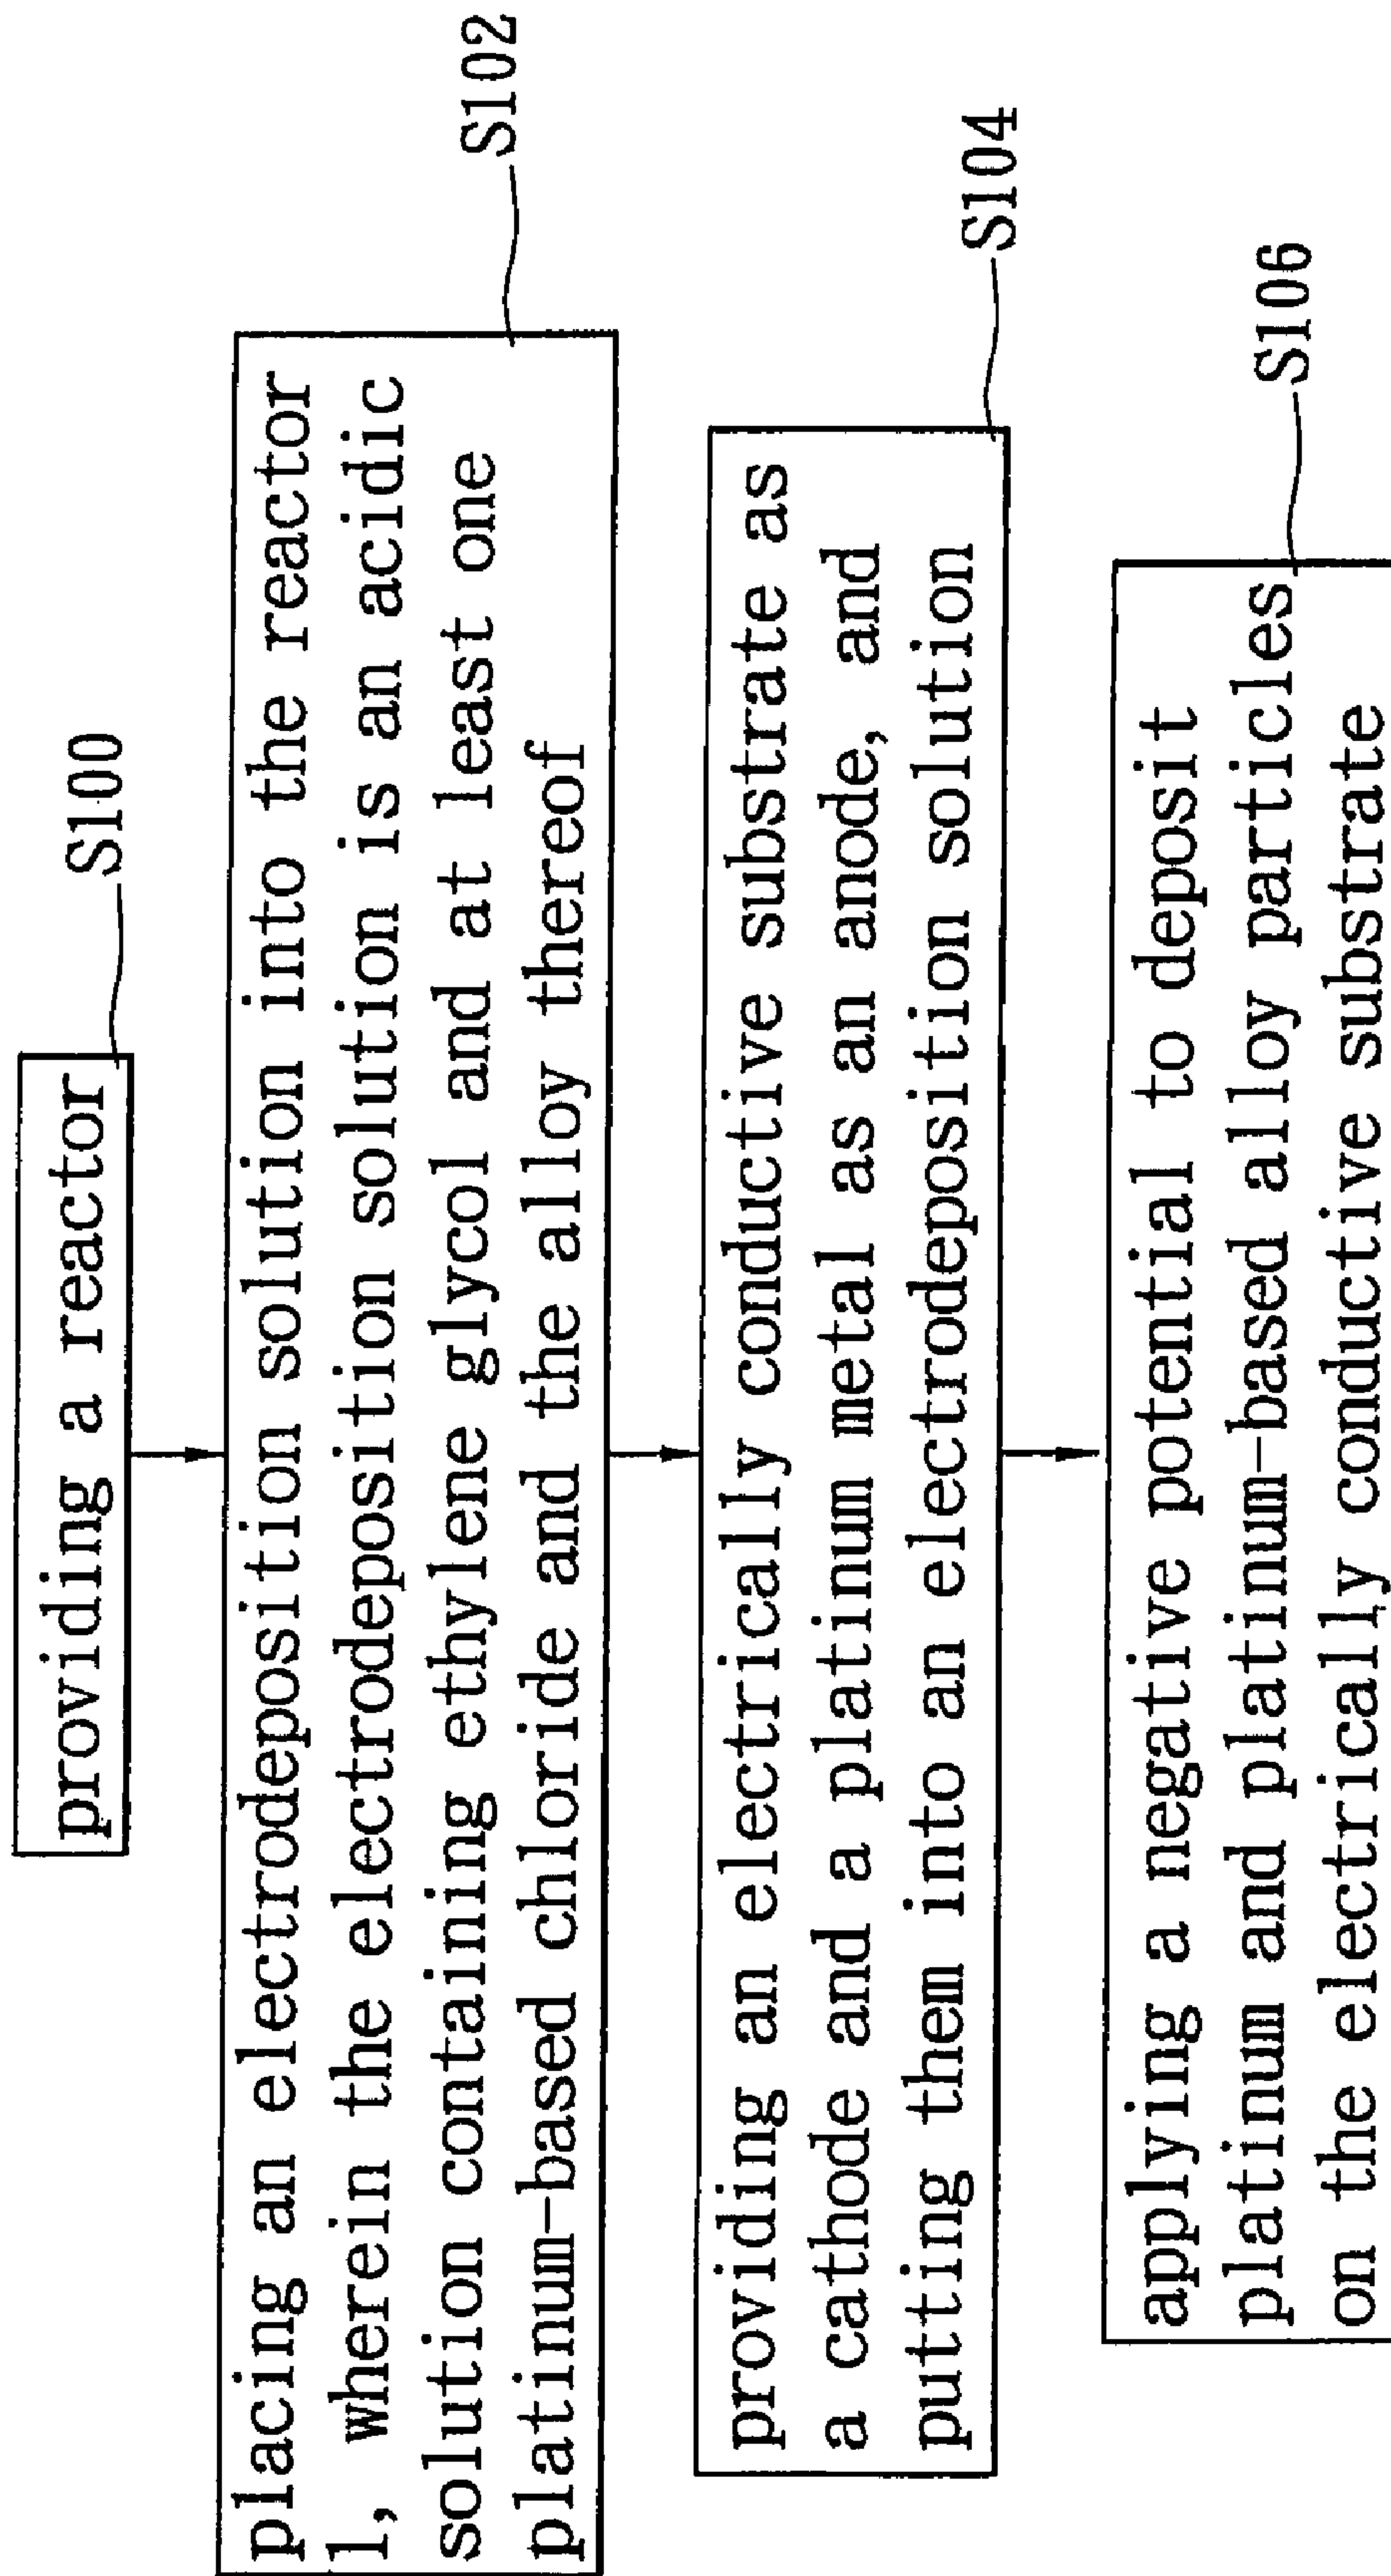 providing a reactor
S100
placing an electrodeposition solution into the reactor
1, wherein the electrodeposition solution is an acidic
solution containing ethylene glycol and at least one
platinum-based chloride and the alloy thereof
S102
providing an electrically conductive substrate as
a cathode and a platinum metal as an anode, and
putting them into an electrodeposition solution
S104
applying a negative potential to deposit
platinum and platinum-based alloy particles
on the electrically conductive substrate
S106